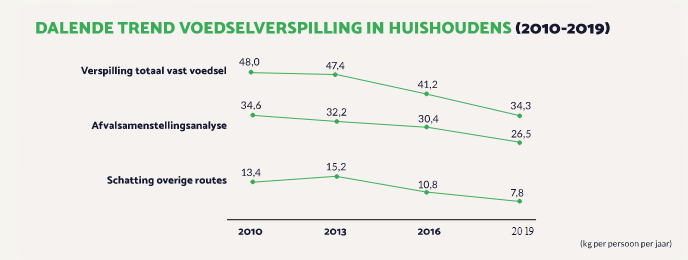 DALENDE TREND VOEDSELVERSPILLING IN HUISHOUDENS (2010-2019)
Verspilling totaal vast voedsel 48,0 47,4 41,2 34,3
Afvalsamenstellingsanalyse 34,6 32,2 30,4 26,5
Schatting overige routes 13,4 15,2 10,8 7,8
2010 2013 2016 2019
(kg per persoon per jaar)